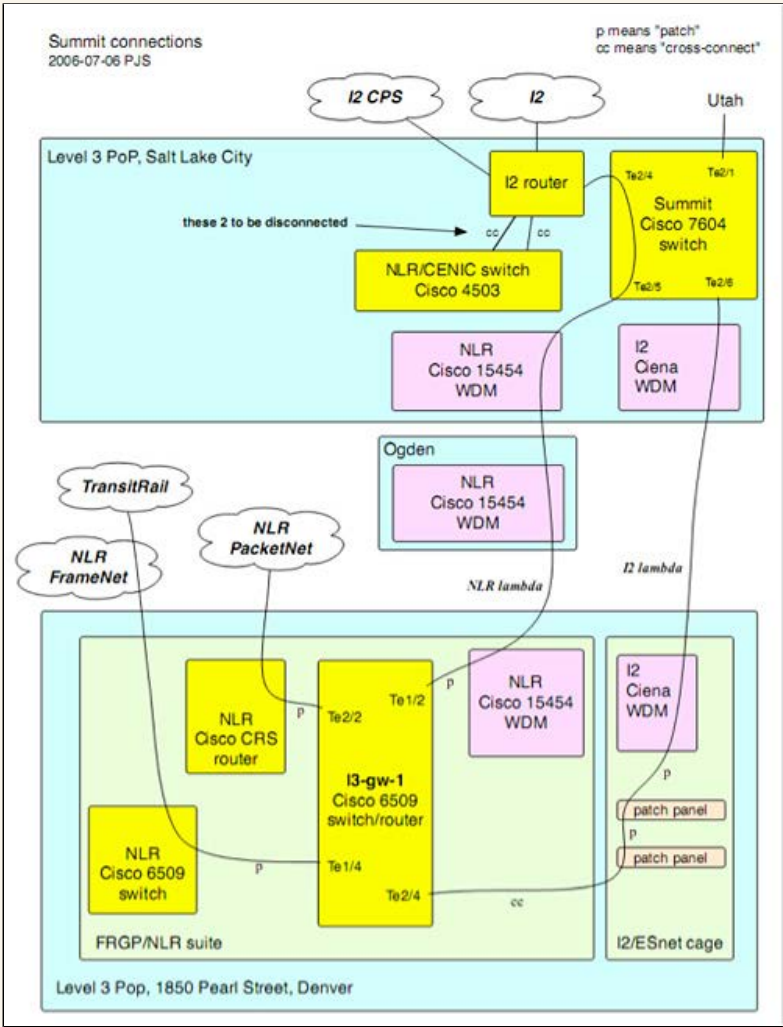 Summit connections
2006-07-06 PJS
p means "patch"
cc means "cross-connect"
I2 CPS
I2
Utah
Level 3 PoP, Salt Lake City
I2 router
Te2/4
Te2/1
Summit
Cisco 7604
switch
these 2 to be disconnected
cc
cc
NLR/CENIC switch
Cisco 4503
Te2/5
Te2/6
NLR
Cisco 15454
WDM
I2
Ciena
WDM
Ogden
NLR
Cisco 15454
WDM
TransitRail
NLR
PacketNet
NLR
FrameNet
NLR lambda
I2 lambda
NLR
Cisco CRS
router
p
Te2/2
Te1/2
p
NLR
Cisco 15454
WDM
I2
Ciena
WDM
l3-gw-1
Cisco 6509
switch/router
p
patch panel
p
patch panel
NLR
Cisco 6509
switch
p
Te1/4
Te2/4
cc
FRGP/NLR suite
I2/ESnet cage
Level 3 Pop, 1850 Pearl Street, Denver